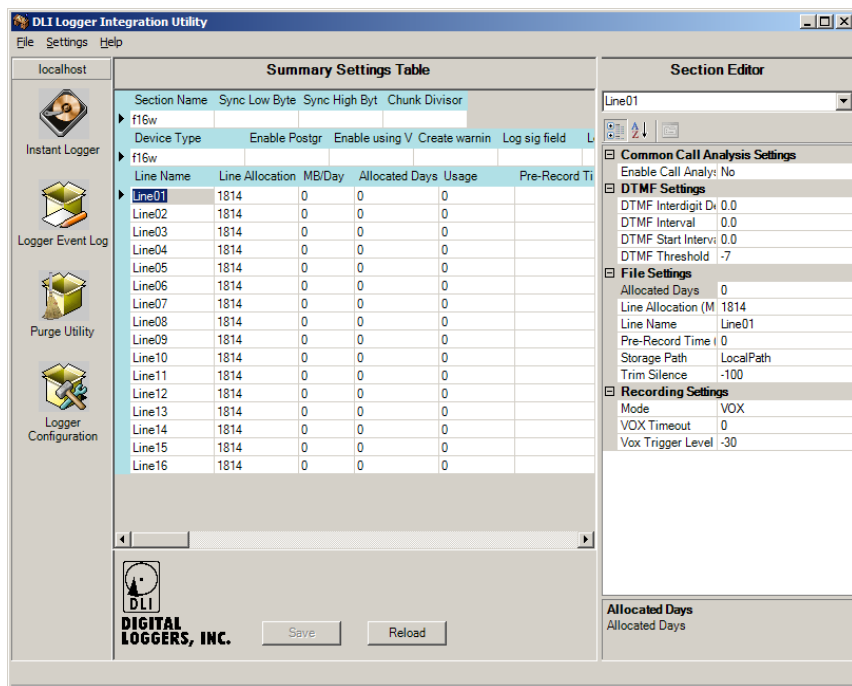 DLI Logger Integration Utility
File Settings Help
localhost
Instant Logger
Logger Event Log
Purge Utility
Logger
Configuration
Summary Settings Table
Section Name Sync Low Byte Sync High Byt Chunk Divisor
f16w
Device Type Enable Postgr Enable using V Create warnin Log sig field L
f16w
Line Name Line Allocation MB/Day Allocated Days Usage Pre-Record Ti
Line01 1814 0 0 0
Line02 1814 0 0 0
Line03 1814 0 0 0
Line04 1814 0 0 0
Line05 1814 0 0 0
Line06 1814 0 0 0
Line07 1814 0 0 0
Line08 1814 0 0 0
Line09 1814 0 0 0
Line10 1814 0 0 0
Line11 1814 0 0 0
Line12 1814 0 0 0
Line13 1814 0 0 0
Line14 1814 0 0 0
Line15 1814 0 0 0
Line16 1814 0 0 0
DLI
DIGITAL
LOGGERS, INC.
Save Reload
Section Editor
Line01
Common Call Analysis Settings
Enable Call Analy: No
DTMF Settings
DTMF Interdigit D 0.0
DTMF Interval 0.0
DTMF Start Interv 0.0
DTMF Threshold -7
File Settings
Allocated Days 0
Line Allocation (M 1814
Line Name Line01
Pre-Record Time ( 0
Storage Path LocalPath
Trim Silence -100
Recording Settings
Mode VOX
VOX Timeout 0
Vox Trigger Level -30
Allocated Days
Allocated Days